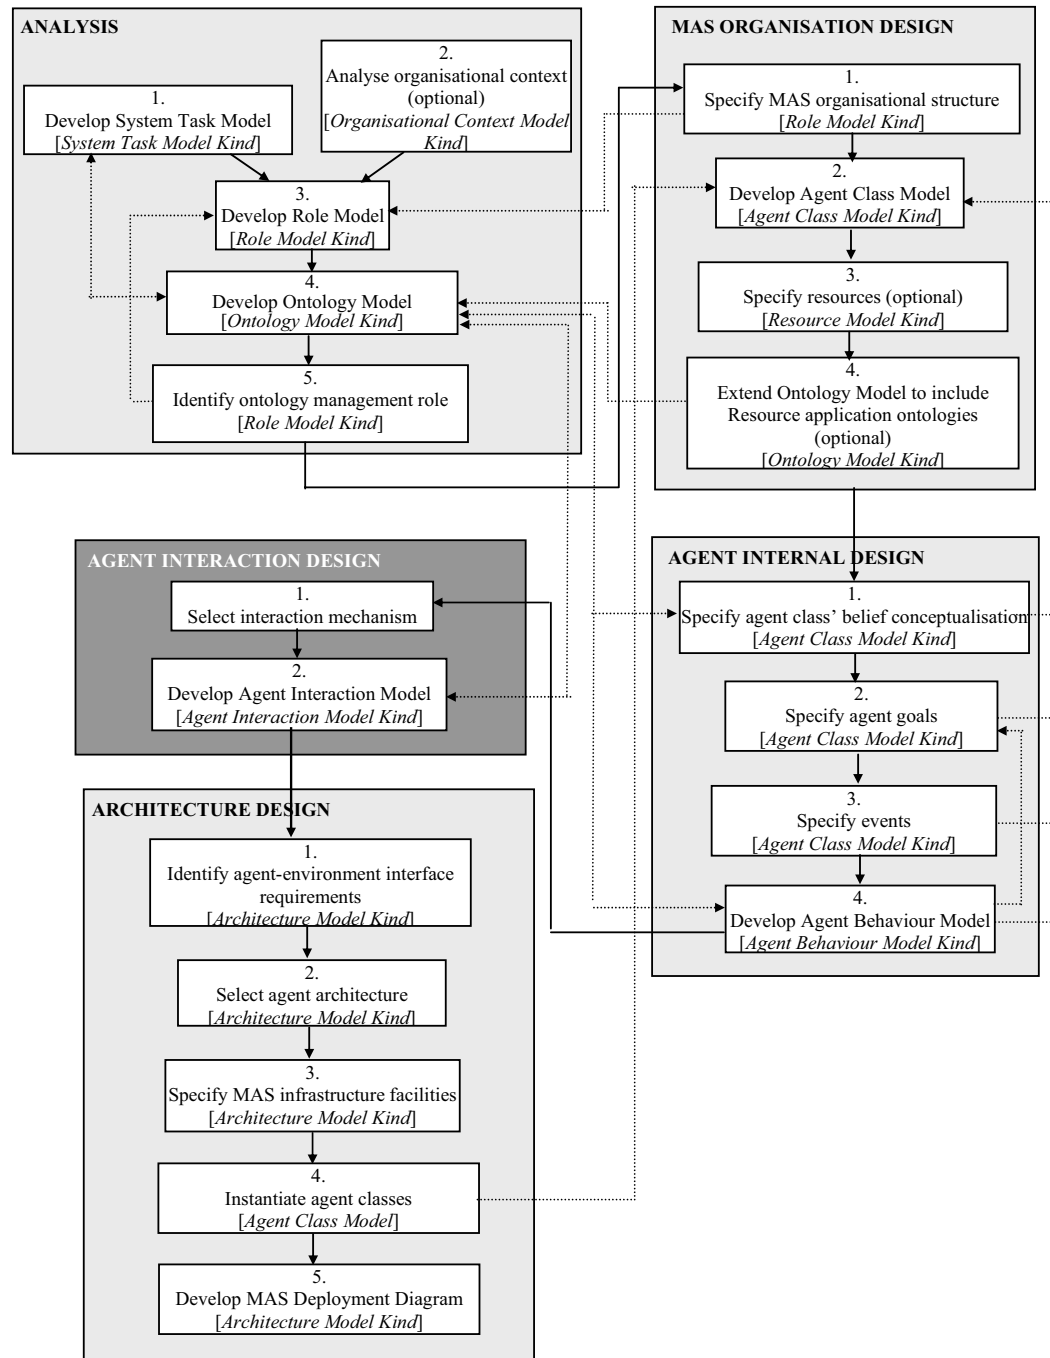 ANALYSIS
1.
Develop System Task Model
[System Task Model Kind]
2.
Analyse organisational context
(optional)
[Organisational Context Model
Kind]
3.
Develop Role Model
[Role Model Kind]
4.
Develop Ontology Model
[Ontology Model Kind]
5.
Identify ontology management role
[Role Model Kind]
MAS ORGANISATION DESIGN
1.
Specify MAS organisational structure
[Role Model Kind]
2.
Develop Agent Class Model
[Agent Class Model Kind]
3.
Specify resources (optional)
[Resource Model Kind]
4.
Extend Ontology Model to include
Resource application ontologies
(optional)
[Ontology Model Kind]
AGENT INTERACTION DESIGN
1.
Select interaction mechanism
2.
Develop Agent Interaction Model
[Agent Interaction Model Kind]
AGENT INTERNAL DESIGN
1.
Specify agent class’ belief conceptualisation
[Agent Class Model Kind]
2.
Specify agent goals
[Agent Class Model Kind]
3.
Specify events
[Agent Class Model Kind]
4.
Develop Agent Behaviour Model
[Agent Behaviour Model Kind]
ARCHITECTURE DESIGN
1.
Identify agent-environment interface
requirements
[Architecture Model Kind]
2.
Select agent architecture
[Architecture Model Kind]
3.
Specify MAS infrastructure facilities
[Architecture Model Kind]
4.
Instantiate agent classes
[Agent Class Model]
5.
Develop MAS Deployment Diagram
[Architecture Model Kind]